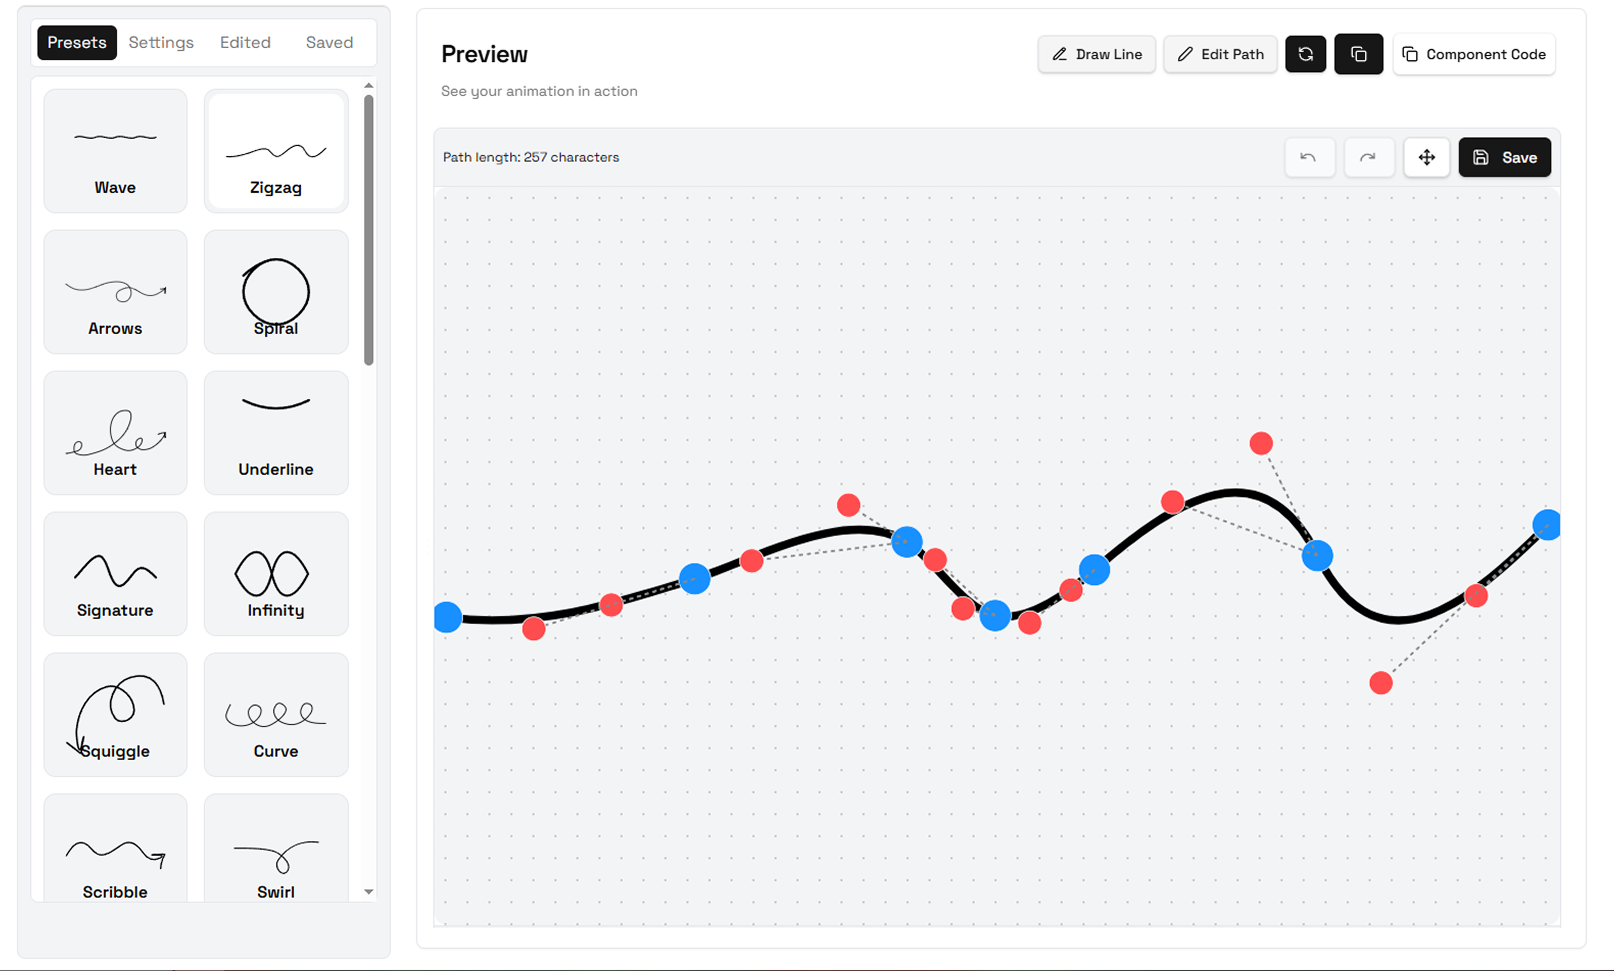 Presets Settings Edited Saved
Wave Zigzag
Arrows Spiral
Heart Underline
Signature Infinity
Squiggle Curve
Scribble Swirl
Preview
Draw Line Edit Path Component Code
See your animation in action
Path length: 257 characters
Save